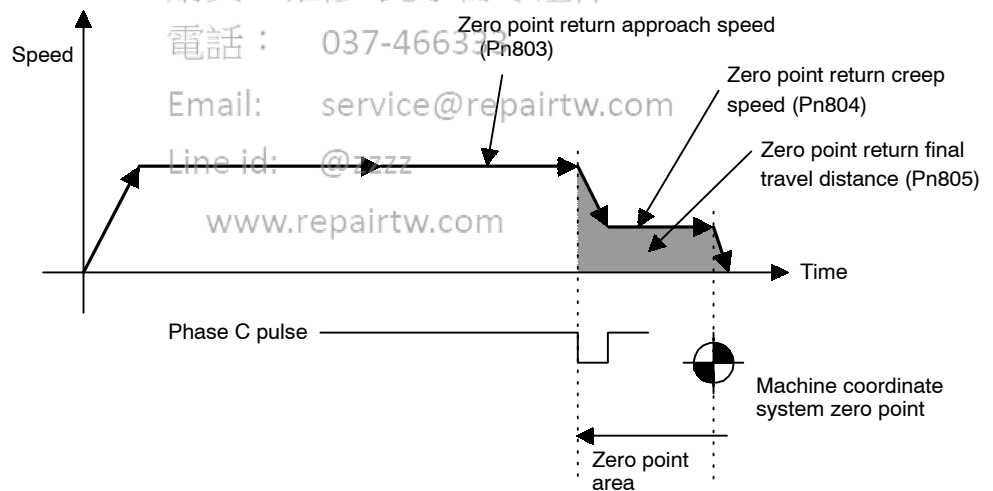 電話： 037-466333
Zero point return approach speed
(Pn803)
Speed
Zero point return creep
speed (Pn804)
Email: service@repairtw.com
Zero point return final
travel distance (Pn805)
Line id: @zzzz
www.repairtw.com
Time
Phase C pulse
Machine coordinate
system zero point
Zero point
area